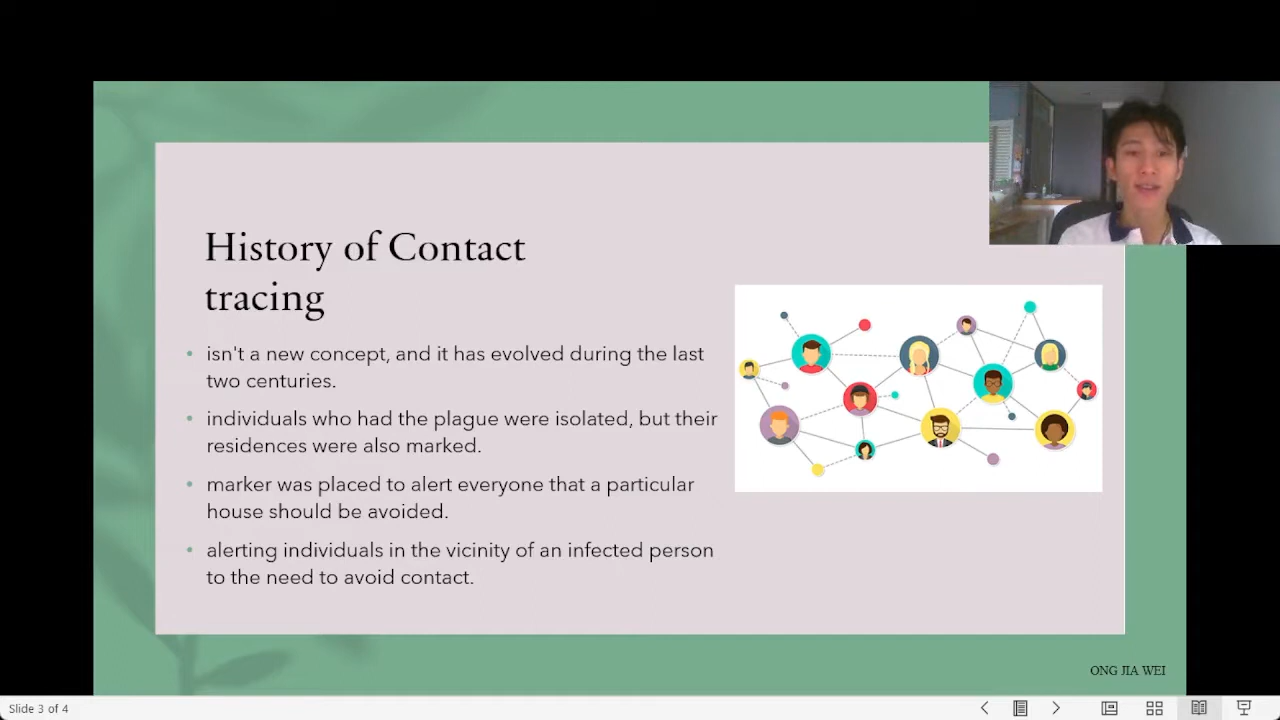 History of Contact
tracing
isn't a new concept, and it has evolved during the last
two centuries.
individuals who had the plague were isolated, but their
residences were also marked.
marker was placed to alert everyone that a particular
house should be avoided.
alerting individuals in the vicinity of an infected person
to the need to avoid contact.
ONG JIA WEI
Slide 3 of 4